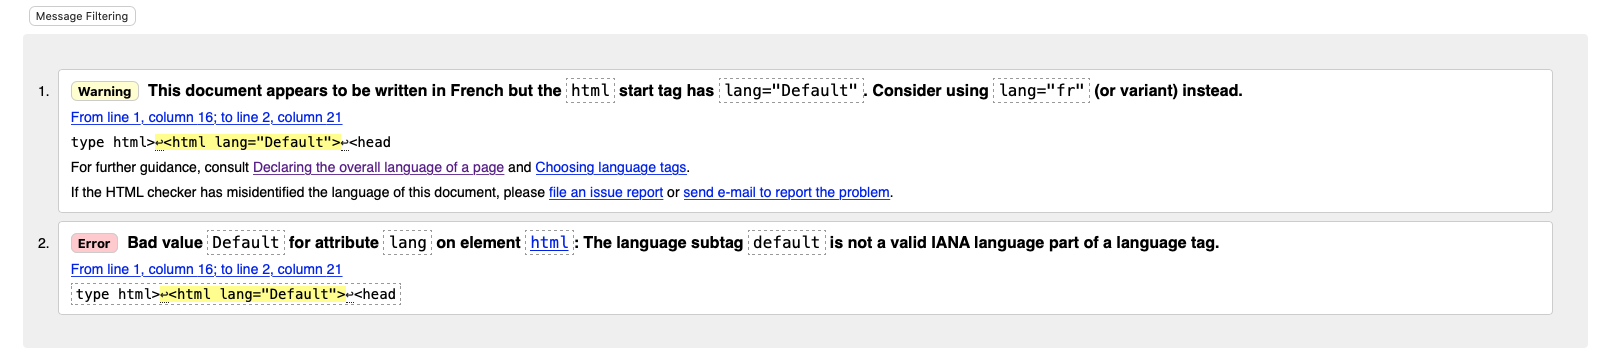 Message Filtering
1. Warning This document appears to be written in French but the html start tag has lang="Default". Consider using lang="fr" (or variant) instead.
From line 1, column 16; to line 2, column 21
type html>↩<html lang="Default">↩<head
For further guidance, consult Declaring the overall language of a page and Choosing language tags.
If the HTML checker has misidentified the language of this document, please file an issue report or send e-mail to report the problem.
2. Error Bad value Default for attribute lang on element html: The language subtag default is not a valid IANA language part of a language tag.
From line 1, column 16; to line 2, column 21
type html>↩<html lang="Default">↩<head